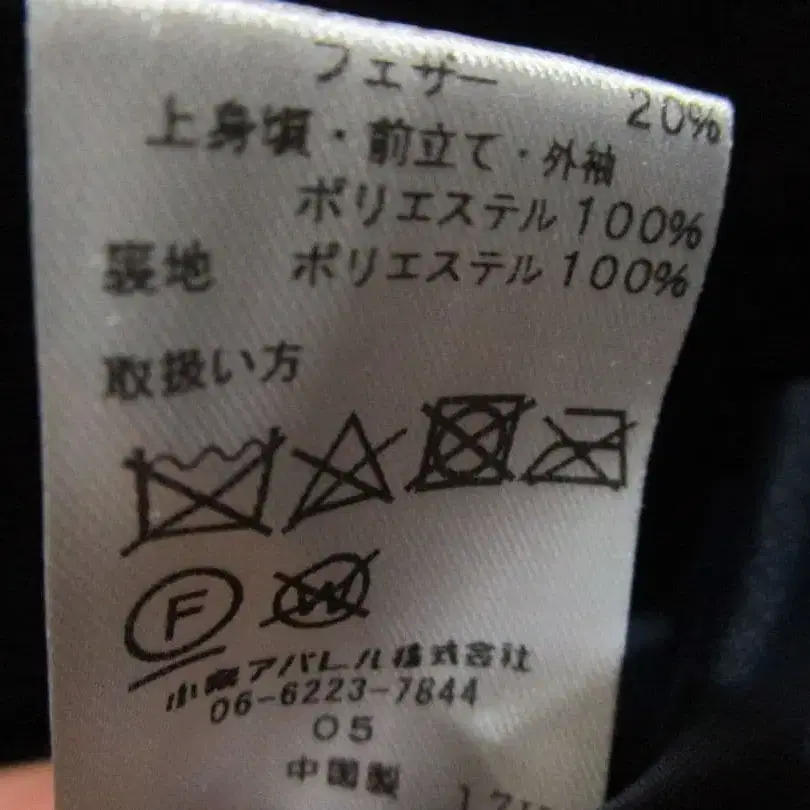 フェザー 20%
上身頃・前立て・外袖
ポリエステル 100%
裏地 ポリエステル 100%
取扱い方
F
W
アパレル株式会社
06-6223-7844
05
中国製